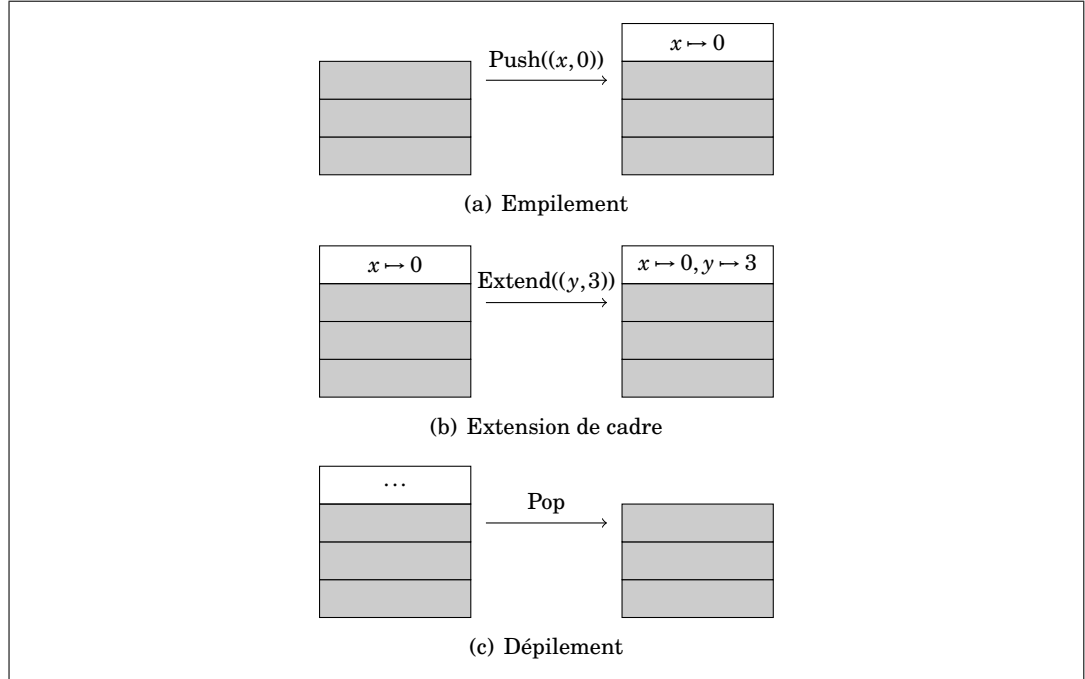 x ↦ 0
Push((x,0))
(a) Empilement
x ↦ 0
Extend((y,3))
x ↦ 0, y ↦ 3
(b) Extension de cadre
...
Pop
(c) Dépilement